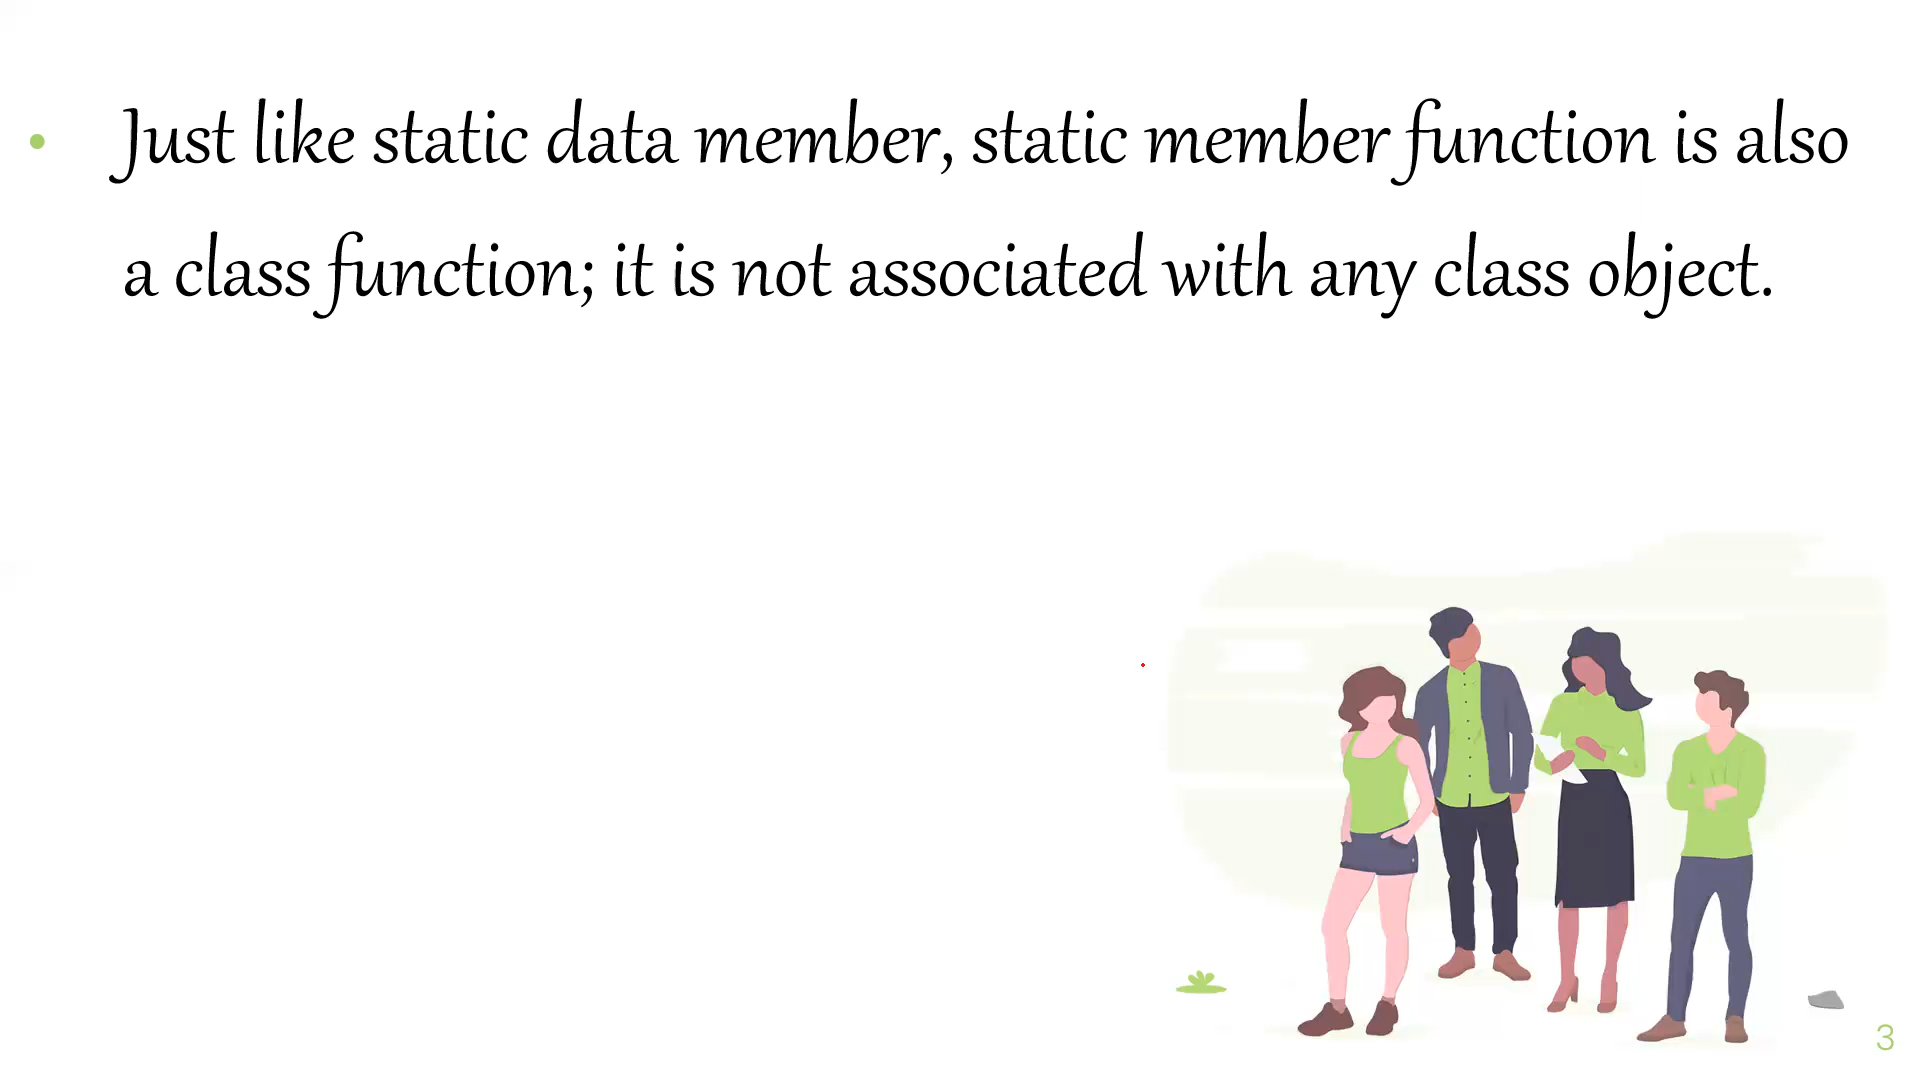 • Just like static data member, static member function is also
a class function; it is not associated with any class object.
3